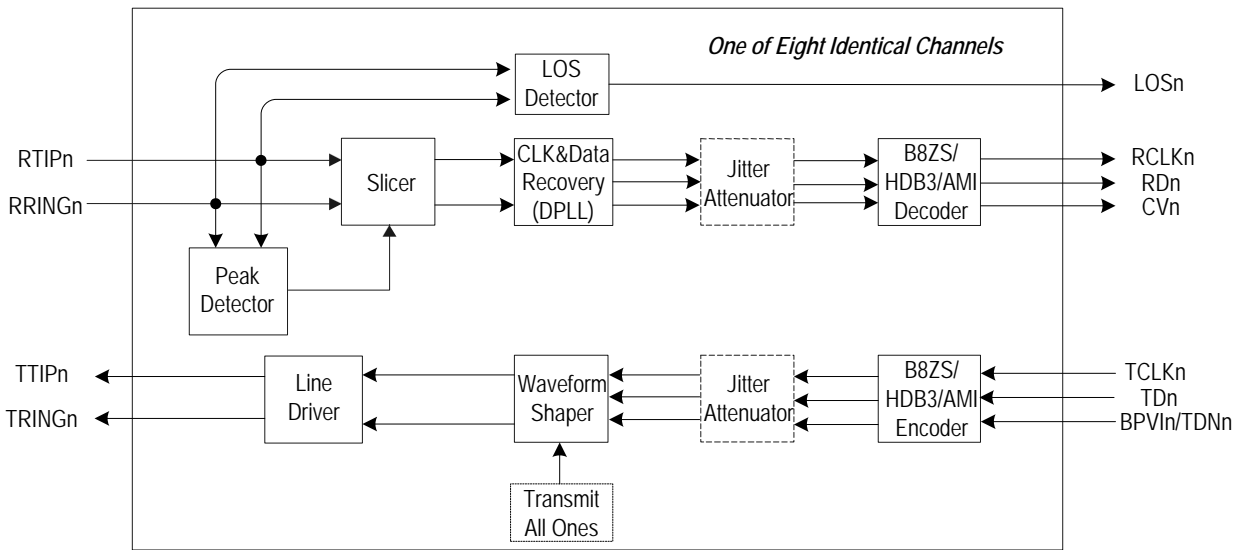 One of Eight Identical Channels
LOS
Detector
LOSn
RTIPn
RRINGn
Slicer
CLK&Data
Recovery
(DPLL)
Jitter
Attenuator
B8ZS/
HDB3/AMI
Decoder
RCLKn
RDn
CVn
Peak
Detector
TTIPn
TRINGn
Line
Driver
Waveform
Shaper
Jitter
Attenuator
B8ZS/
HDB3/AMI
Encoder
TCLKn
TDn
BPVIn/TDNn
Transmit
All Ones